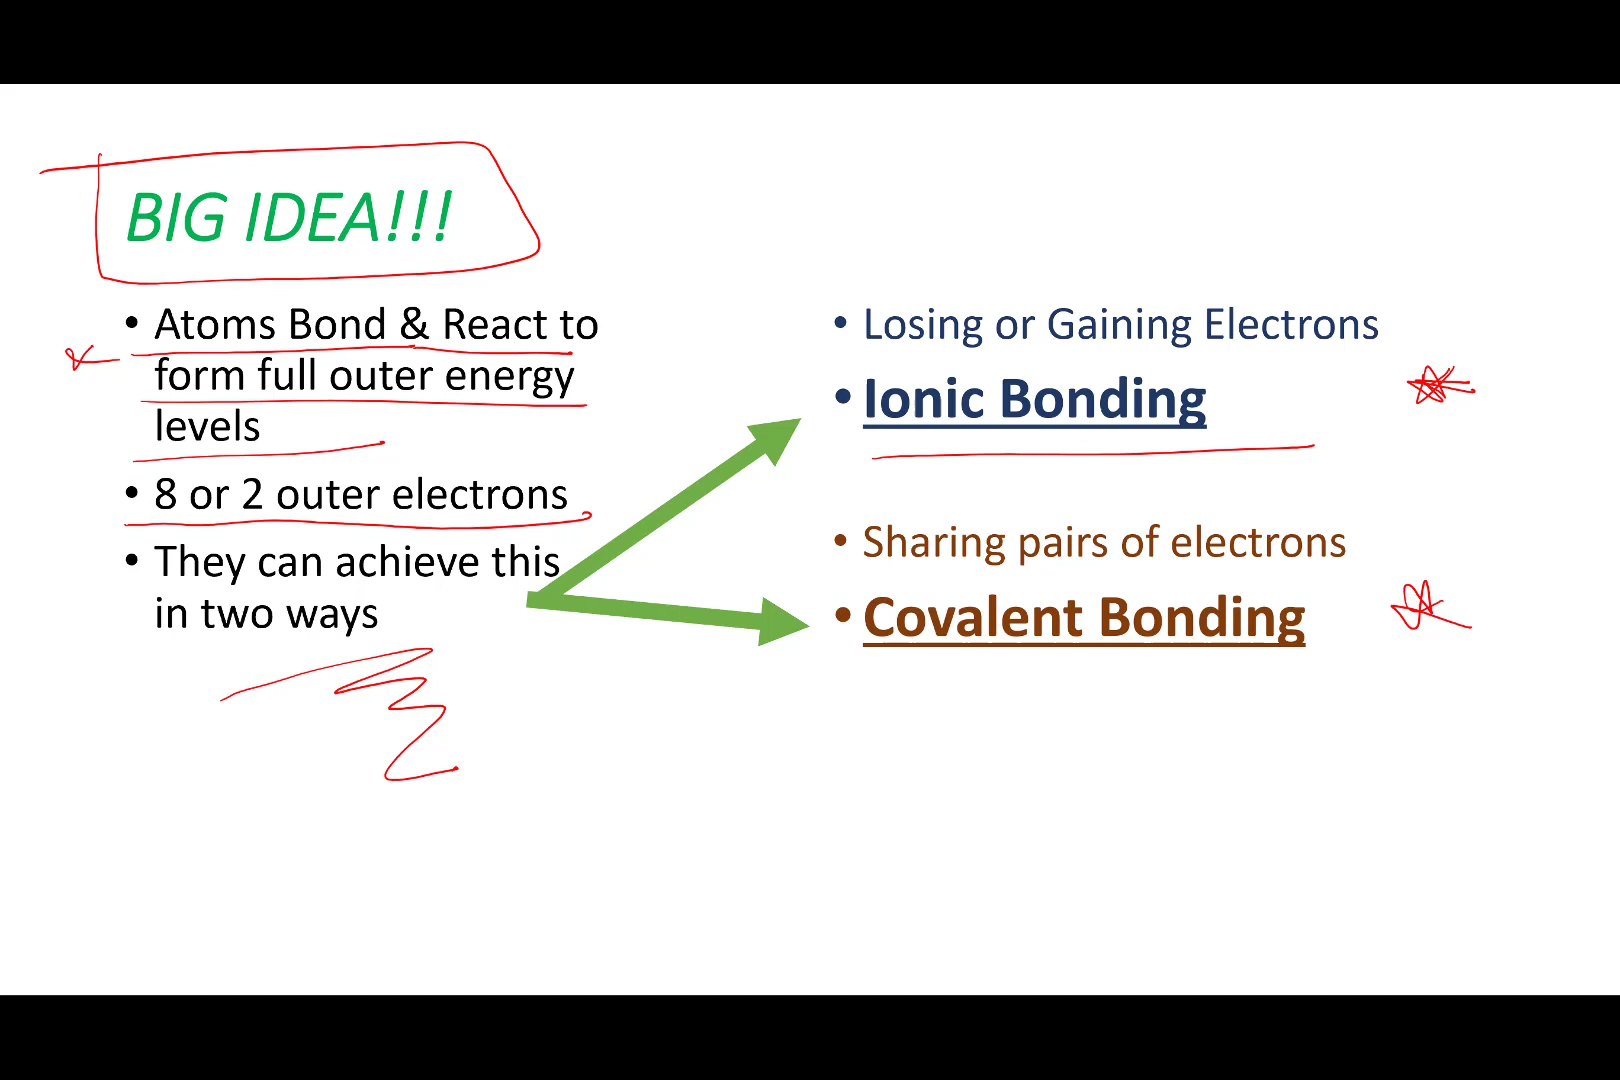 BIG IDEA!!!
• Atoms Bond & React to
form full outer energy
levels
• 8 or 2 outer electrons
• They can achieve this
in two ways
• Losing or Gaining Electrons
• Ionic Bonding
• Sharing pairs of electrons
• Covalent Bonding